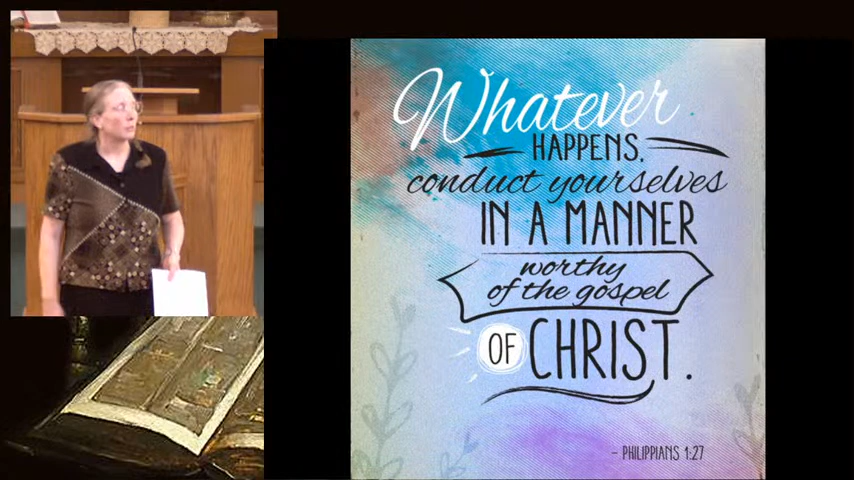 Whatever
HAPPENS,
conduct yourselves
IN A MANNER
worthy
of the gospel
OF CHRIST.
- PHILIPPIANS 1:27